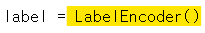 label = LabelEncoder()